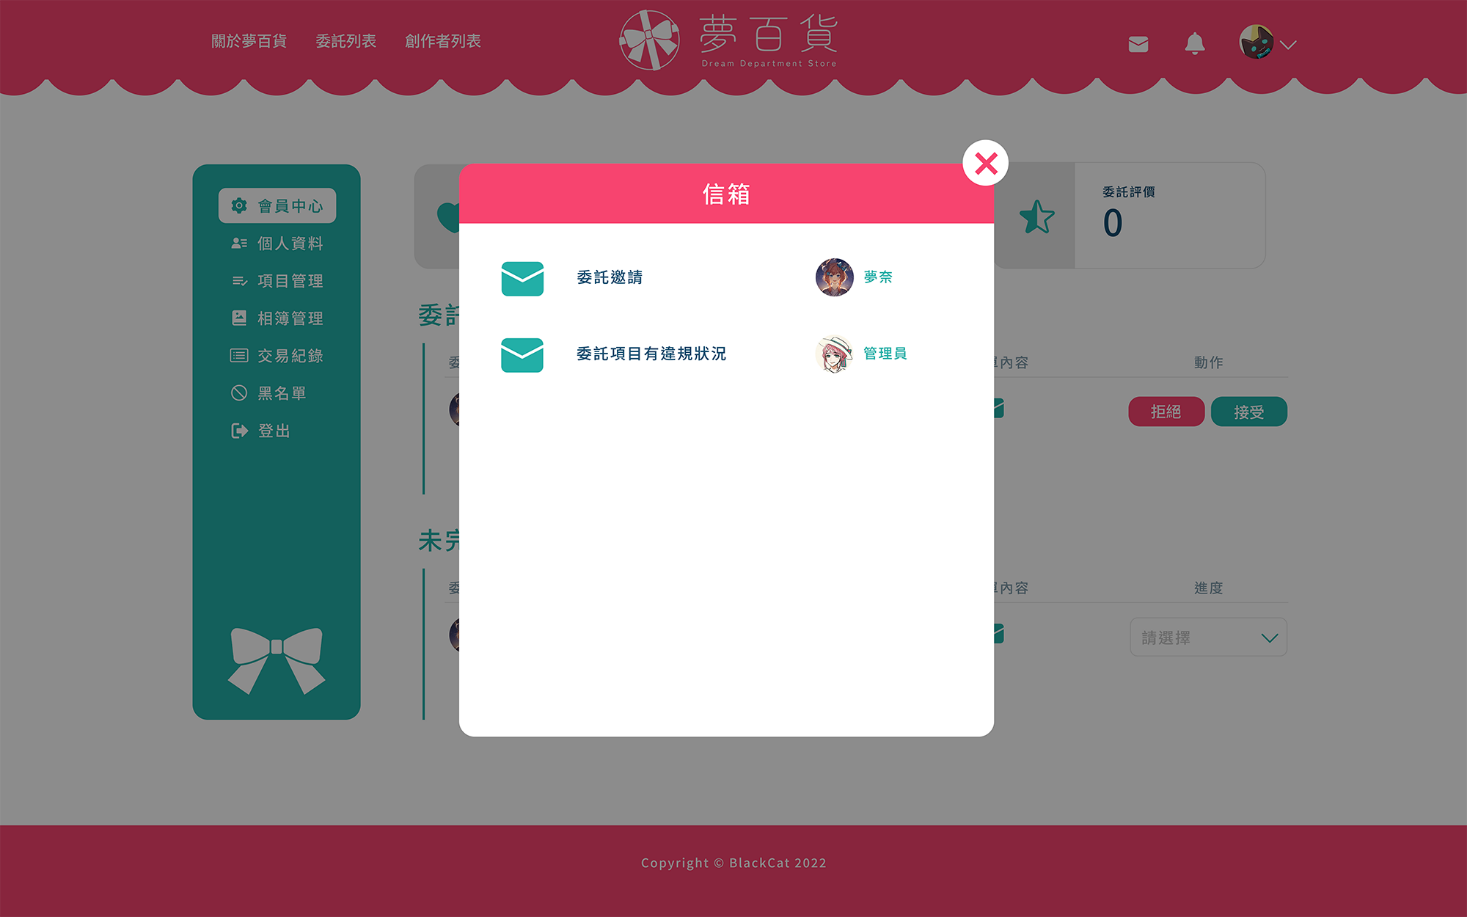 關於夢百貨
委託列表
創作者列表
夢百貨
Dream Department Store
會員中心
個人資料
項目管理
相簿管理
交易紀錄
黑名單
登出
信箱
委託邀請
夢奈
委託項目有違規狀況
管理員
委託評價
0
委託
內容
動作
拒絕
接受
未完
內容
進度
請選擇
Copyright © BlackCat 2022